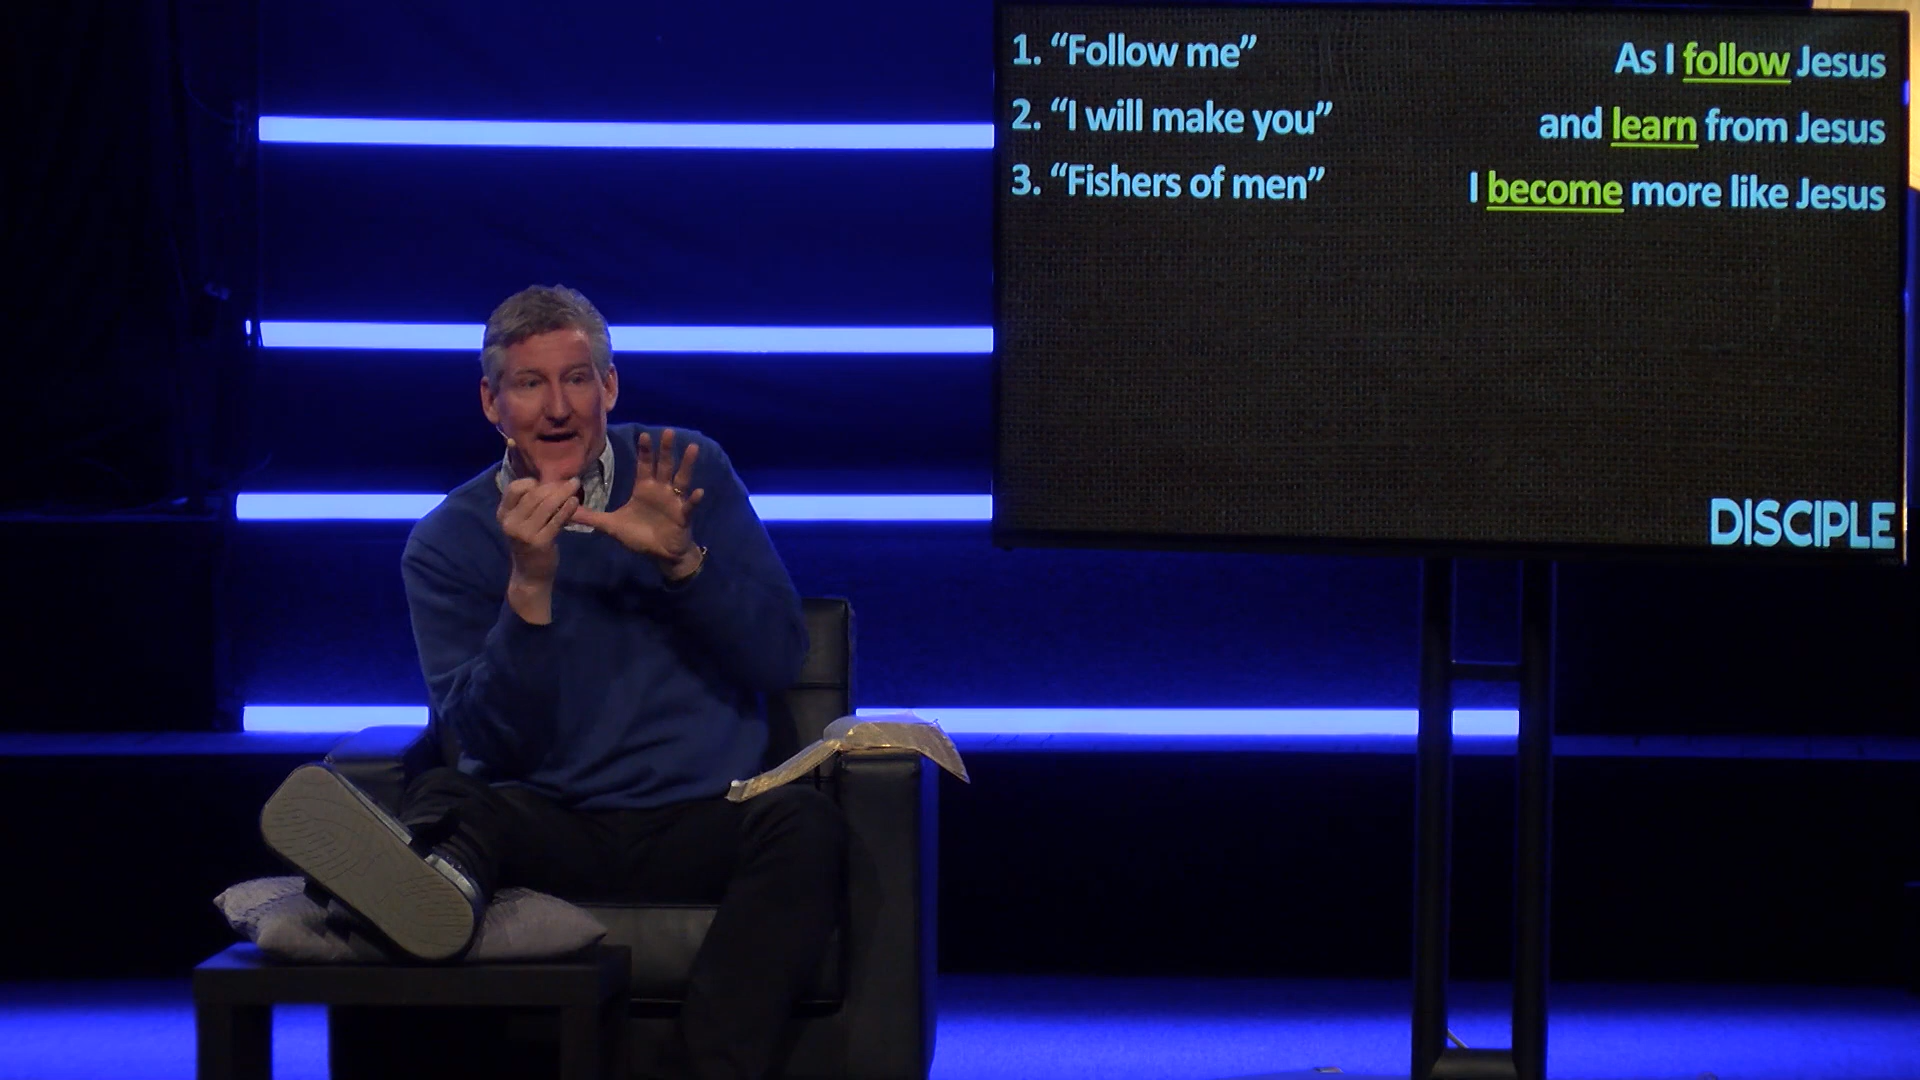 1. “Follow me”
As I follow Jesus
2. “I will make you”
and learn from Jesus
3. “Fishers of men”
I become more like Jesus
DISCIPLE